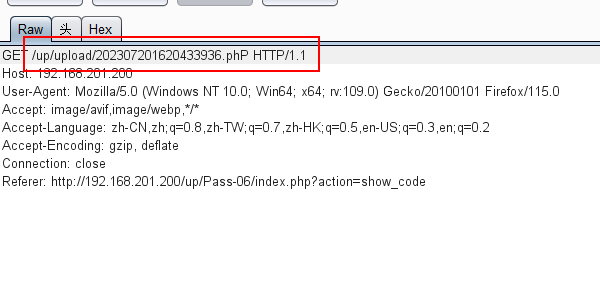 Raw 头 Hex
GET /up/upload/202307201620433936.phP HTTP/1.1
Host: 192.168.201.200
User-Agent: Mozilla/5.0 (Windows NT 10.0; Win64; x64; rv:109.0) Gecko/20100101 Firefox/115.0
Accept: image/avif,image/webp,*/*
Accept-Language: zh-CN,zh;q=0.8,zh-TW;q=0.7,zh-HK;q=0.5,en-US;q=0.3,en;q=0.2
Accept-Encoding: gzip, deflate
Connection: close
Referer: http://192.168.201.200/up/Pass-06/index.php?action=show_code